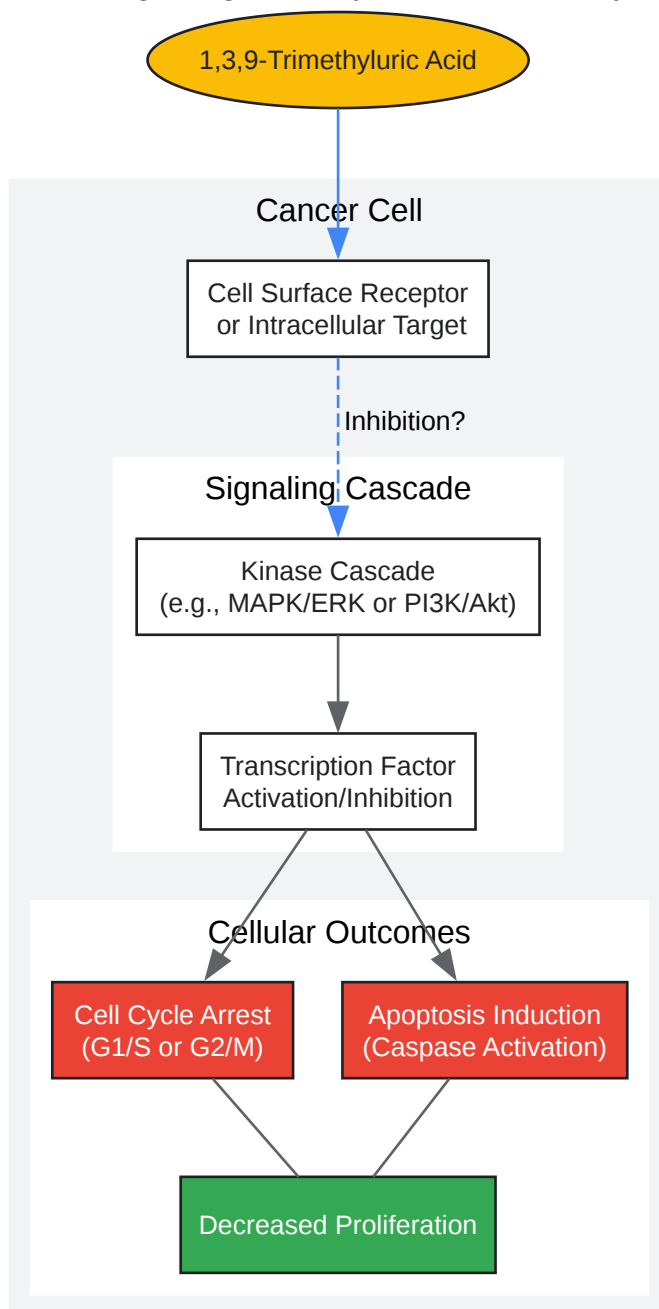 1,3,9-Trimethyluric Acid
Cancer Cell
Cell Surface Receptor
or Intracellular Target
Inhibition?
Signaling Cascade
Kinase Cascade
(e.g., MAPK/ERK or PI3K/Akt)
Transcription Factor
Activation/Inhibition
Cellular Outcomes
Cell Cycle Arrest
(G1/S or G2/M)
Apoptosis Induction
(Caspase Activation)
Decreased Proliferation